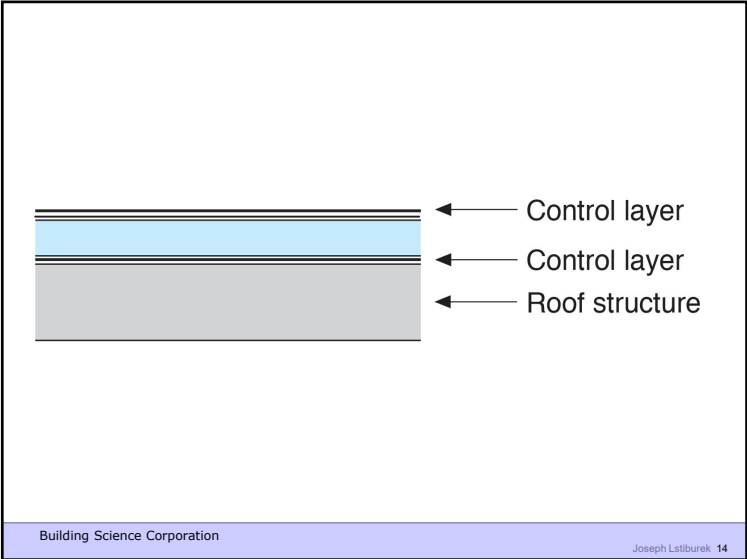 Control layer
Control layer
Roof structure
Building Science Corporation
Joseph Lstiburek 14